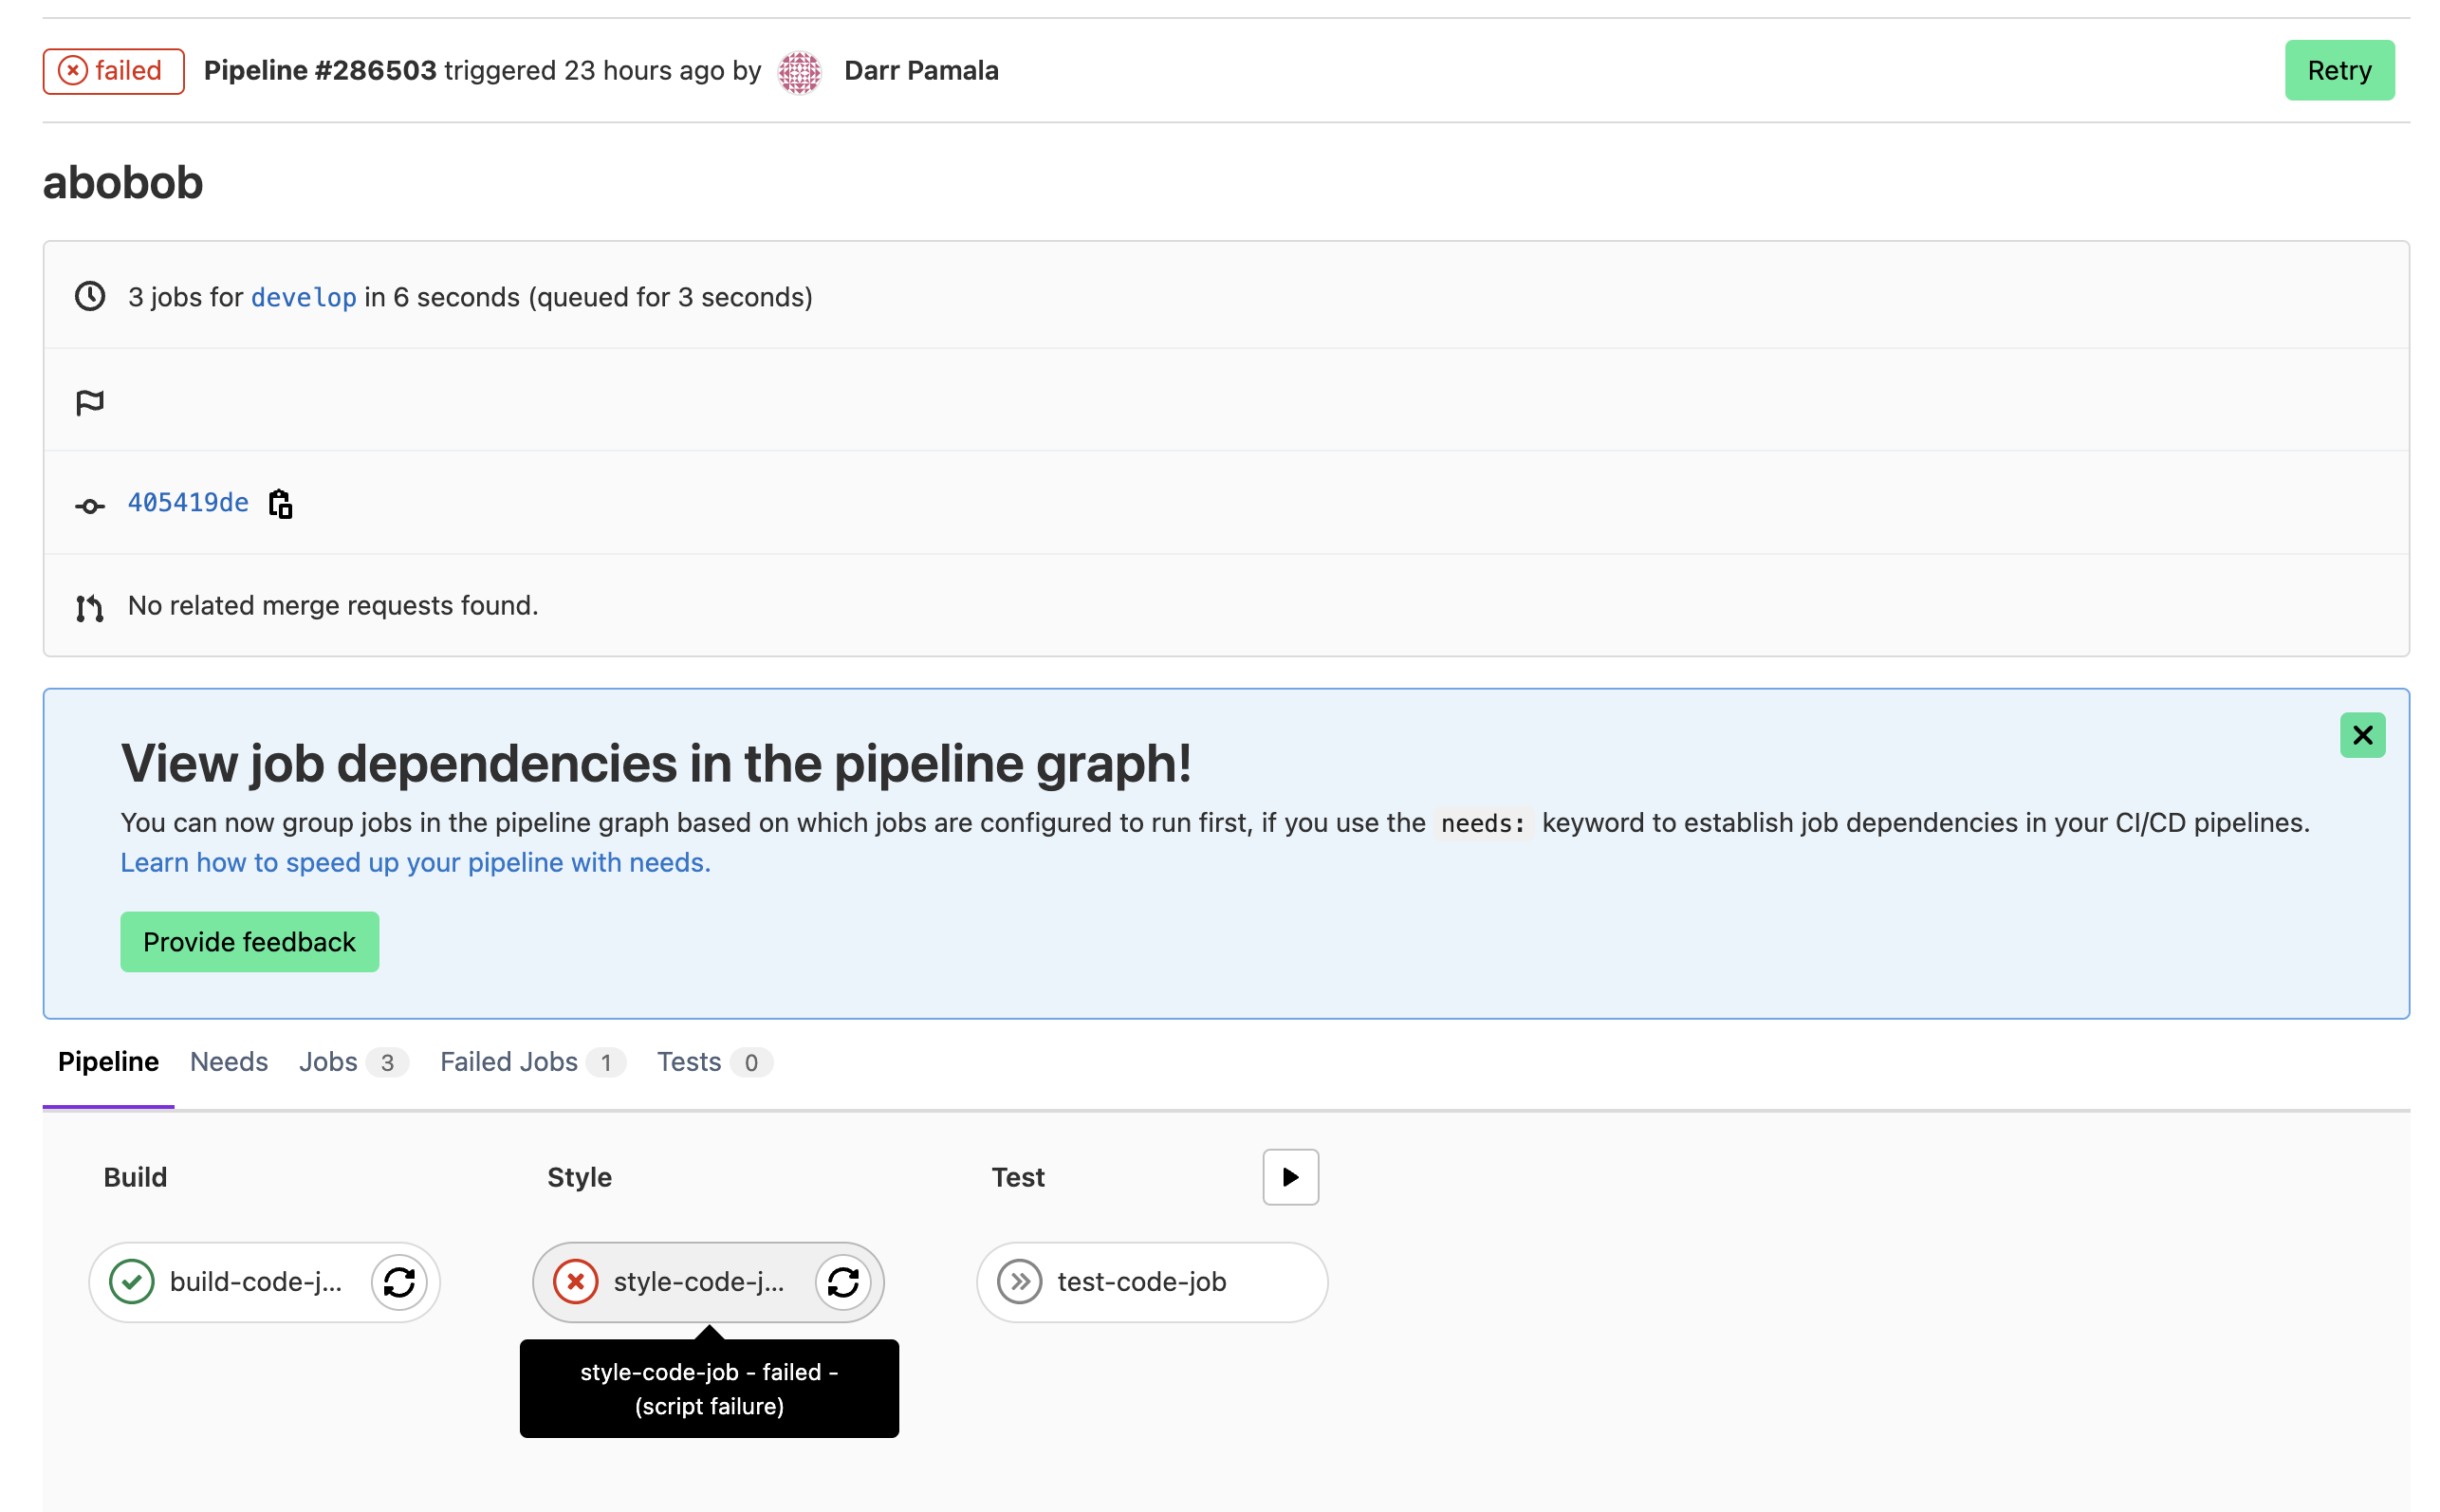 failed Pipeline #286503 triggered 23 hours ago by Darr Pamala Retry
abobob
3 jobs for develop in 6 seconds (queued for 3 seconds)
405419de
No related merge requests found.
View job dependencies in the pipeline graph!
You can now group jobs in the pipeline graph based on which jobs are configured to run first, if you use the needs: keyword to establish job dependencies in your CI/CD pipelines.
Learn how to speed up your pipeline with needs.
Provide feedback
Pipeline Needs Jobs 3 Failed Jobs 1 Tests 0
Build Style Test
build-code-j... style-code-j... test-code-job
style-code-job - failed -
(script failure)